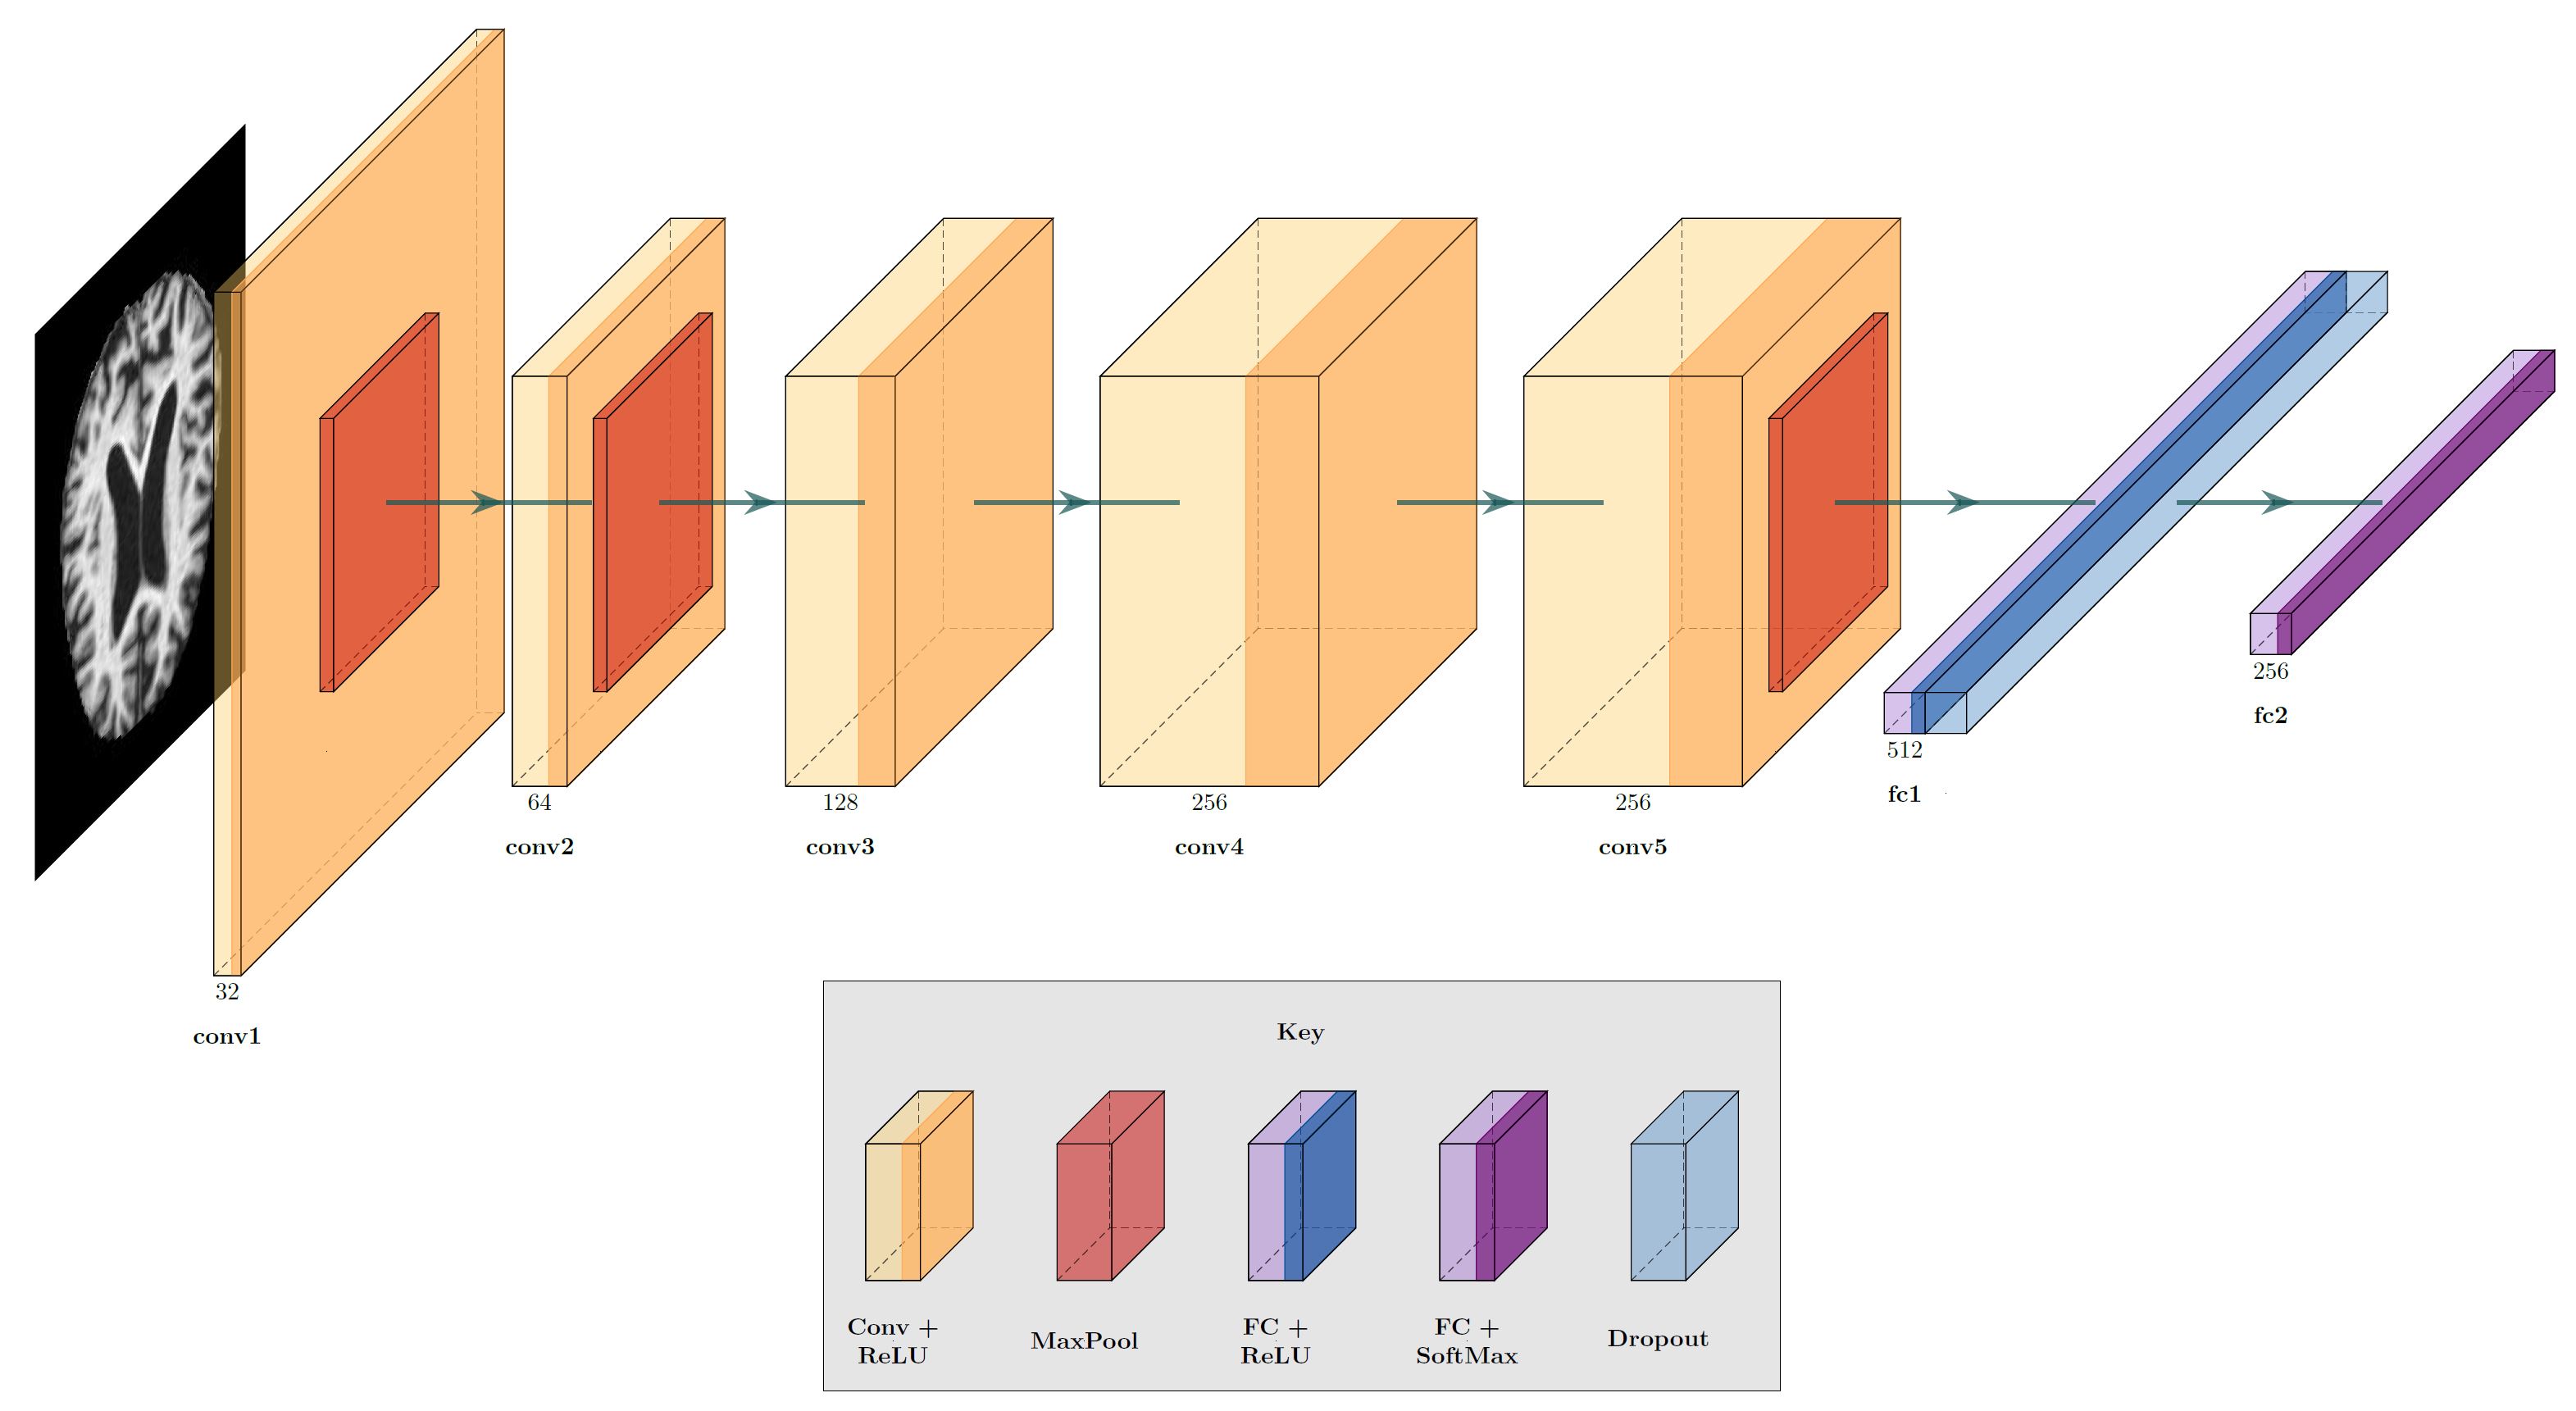 32
conv1
64
conv2
128
conv3
256
conv4
256
conv5
512
fc1
256
fc2
Key
Conv +
ReLU
MaxPool
FC +
ReLU
FC +
SoftMax
Dropout